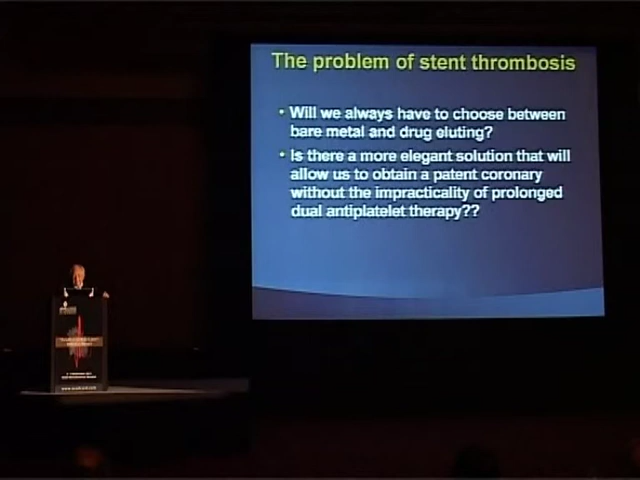 The problem of stent thrombosis
• Will we always have to choose between
bare metal and drug eluting?
• Is there a more elegant solution that will
allow us to obtain a patent coronary
without the impracticality of prolonged
dual antiplatelet therapy??